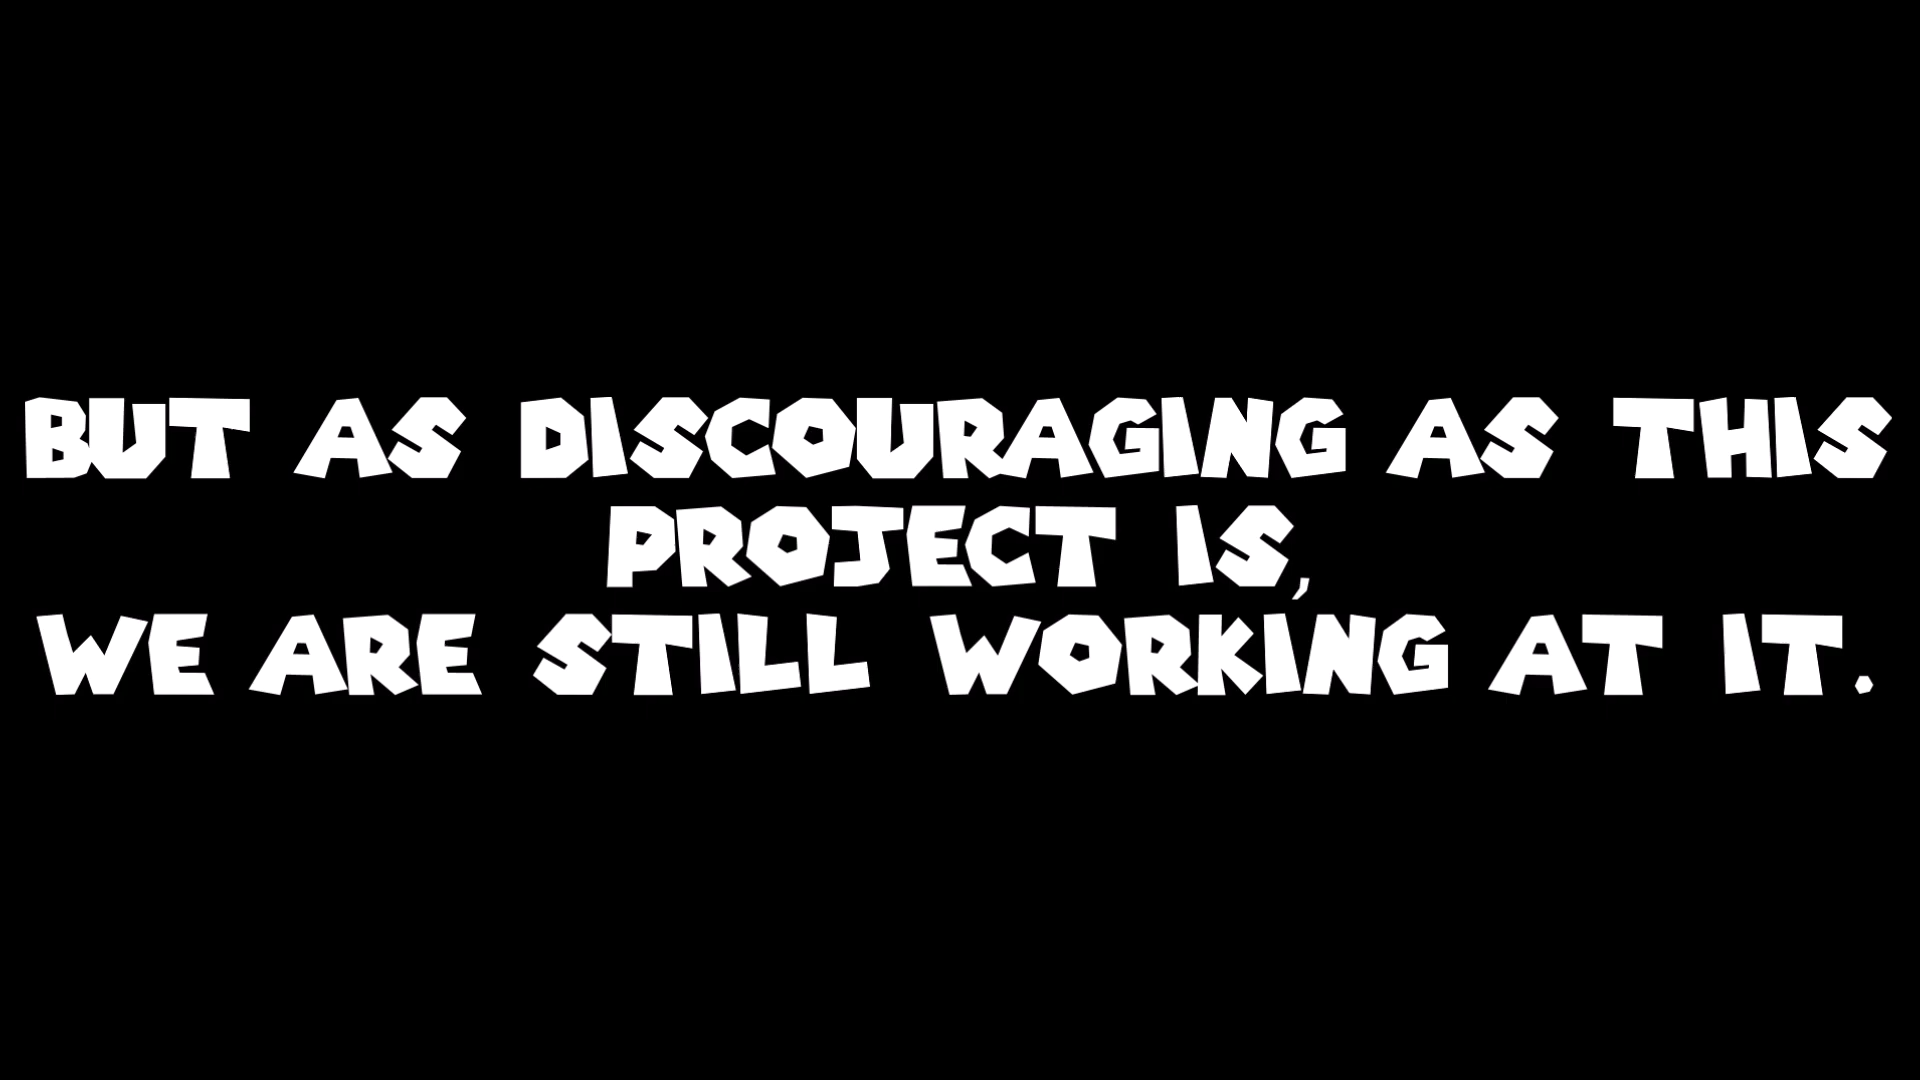 BUT AS DISCOURAGING AS THIS
PROJECT IS,
WE ARE STILL WORKING AT IT.